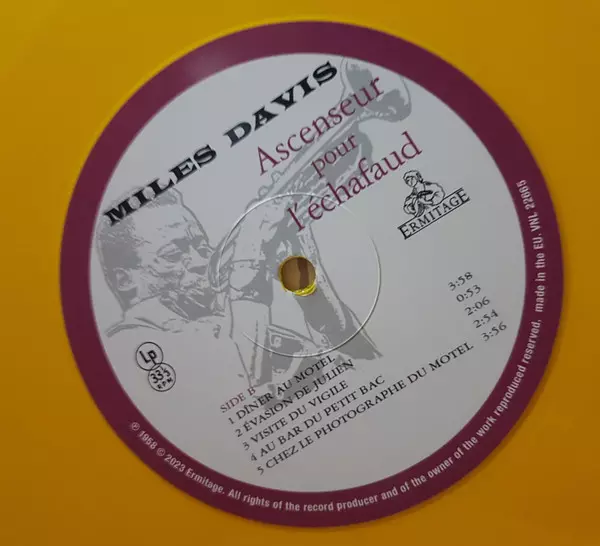 MILES DAVIS
Ascenseur
pour
l'échafaud
ERMITAGE
Lp
33⅓
RPM
SIDE B
1 DÎNER AU MOTEL 3:58
2 ÉVASION DE JULIEN 0:53
3 VISITE DU VIGILE 2:06
4 AU BAR DU PETIT BAC 2:54
5 CHEZ LE PHOTOGRAPHE DU MOTEL 3:56
℗ 1958 © 2023 Ermitage. All rights of the record producer and of the owner of the work reproduced reserved, made in the EU. VNL 22665